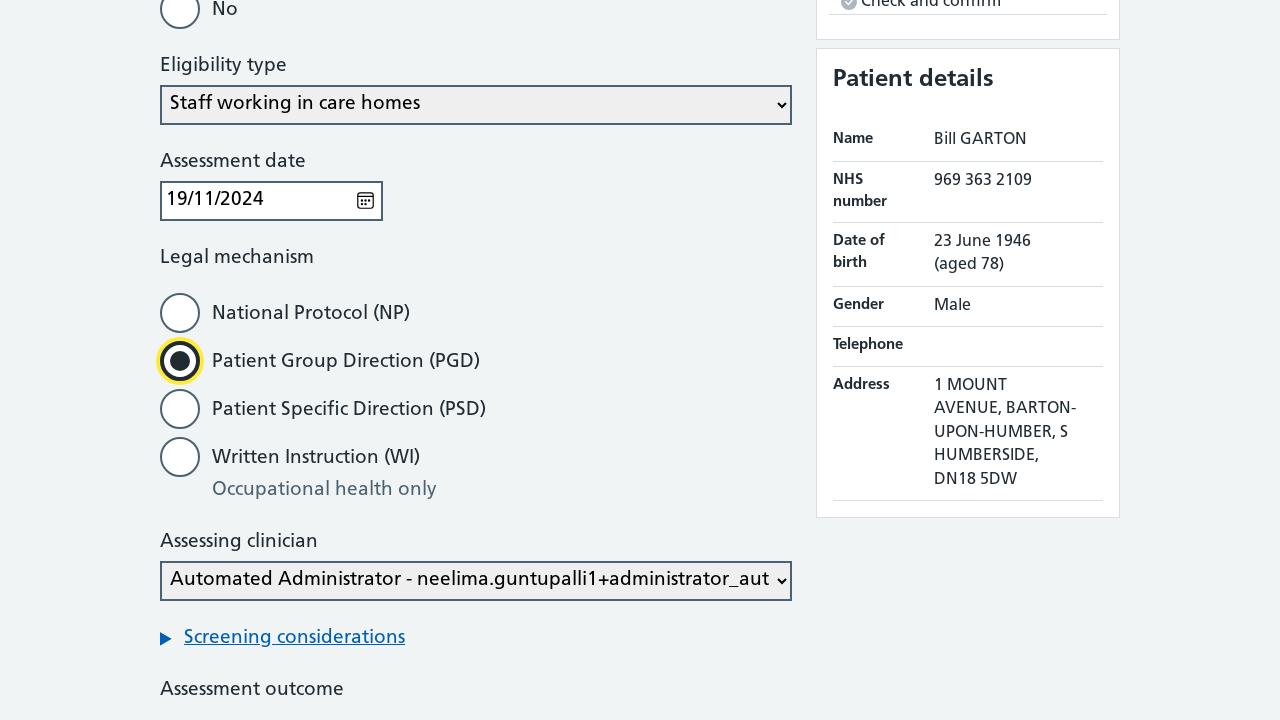 No
Eligibility type
Staff working in care homes
Assessment date
19/11/2024
Legal mechanism
National Protocol (NP)
Patient Group Direction (PGD)
Patient Specific Direction (PSD)
Written Instruction (WI)
Occupational health only
Assessing clinician
Automated Administrator - neelima.guntupalli1+administrator_aut
Screening considerations
Assessment outcome
Check and confirm
Patient details
Name Bill GARTON
NHS number 969 363 2109
Date of birth 23 June 1946
(aged 78)
Gender Male
Telephone
Address 1 MOUNT
AVENUE, BARTON-
UPON-HUMBER, S
HUMBERSIDE,
DN18 5DW